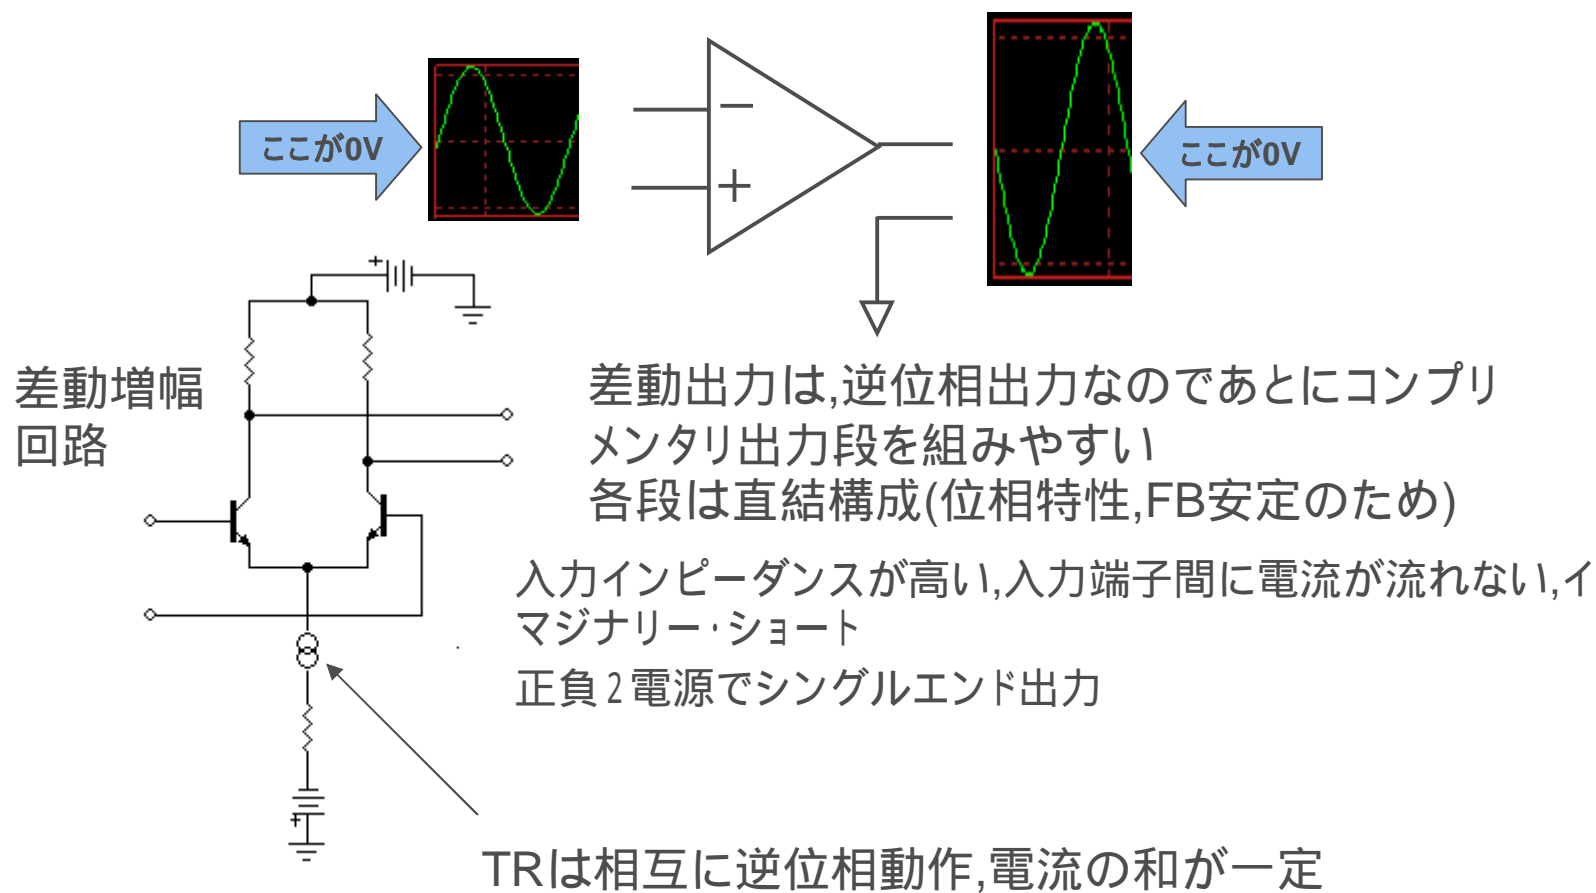 ここが0V
ここが0V
差動増幅
回路
差動出力は,逆位相出力なのであとにコンプリ
メンタリ出力段を組みやすい
各段は直結構成(位相特性,FB安定のため)
入力インピーダンスが高い,入力端子間に電流が流れない,イ
マジナリー・ショート
正負2電源でシングルエンド出力
TRは相互に逆位相動作,電流の和が一定